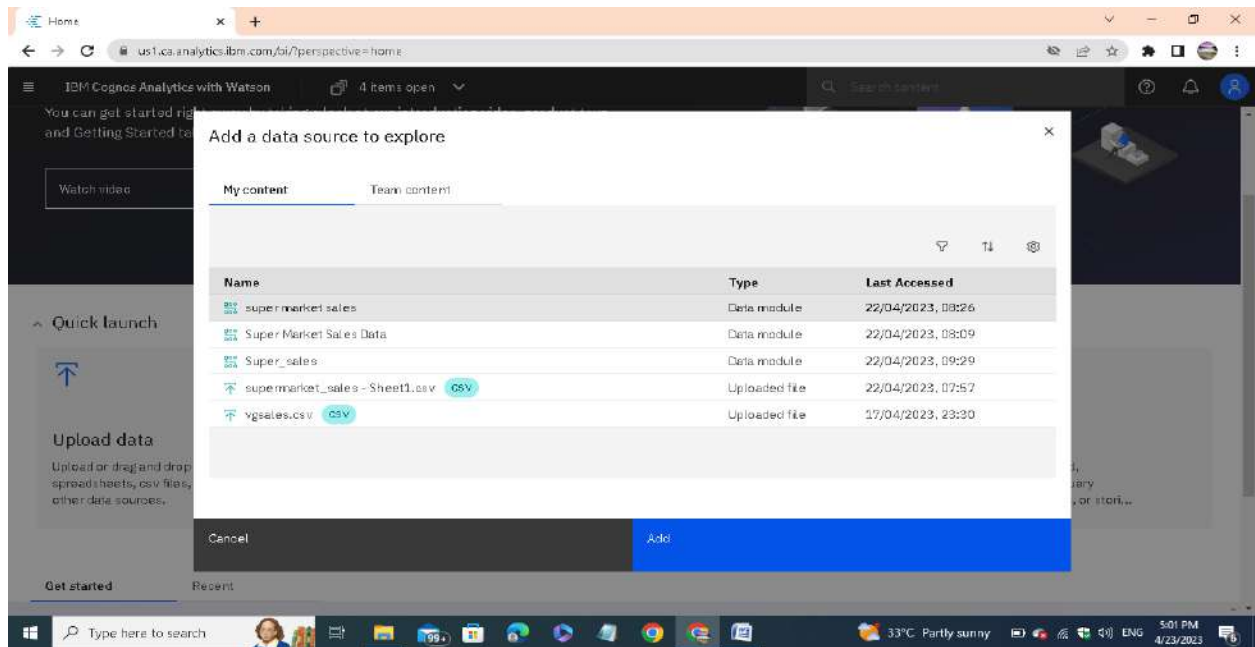 Home
us1.ca.analytics.ibm.com/bi/?perspective=home
IBM Cognos Analytics with Watson
4 items open
Search content
You can get started
and Getting Started
Watch video
Add a data source to explore
My content Team content
Name Type Last Accessed
supermarket sales Data module 22/04/2023, 08:26
Super Market Sales Data Data module 22/04/2023, 08:09
Super_sales Data module 22/04/2023, 09:29
supermarket_sales - Sheet1.csv CSV Uploaded file 22/04/2023, 07:57
vgsales.csv CSV Uploaded file 17/04/2023, 23:30
Cancel Add
Quick launch
Upload data
Upload or drag and drop
spreadsheets, csv files,
other data sources.
, or stori...
Get started Recent
Type here to search
99+
33°C Partly sunny
ENG
5:01 PM
4/23/2023
6